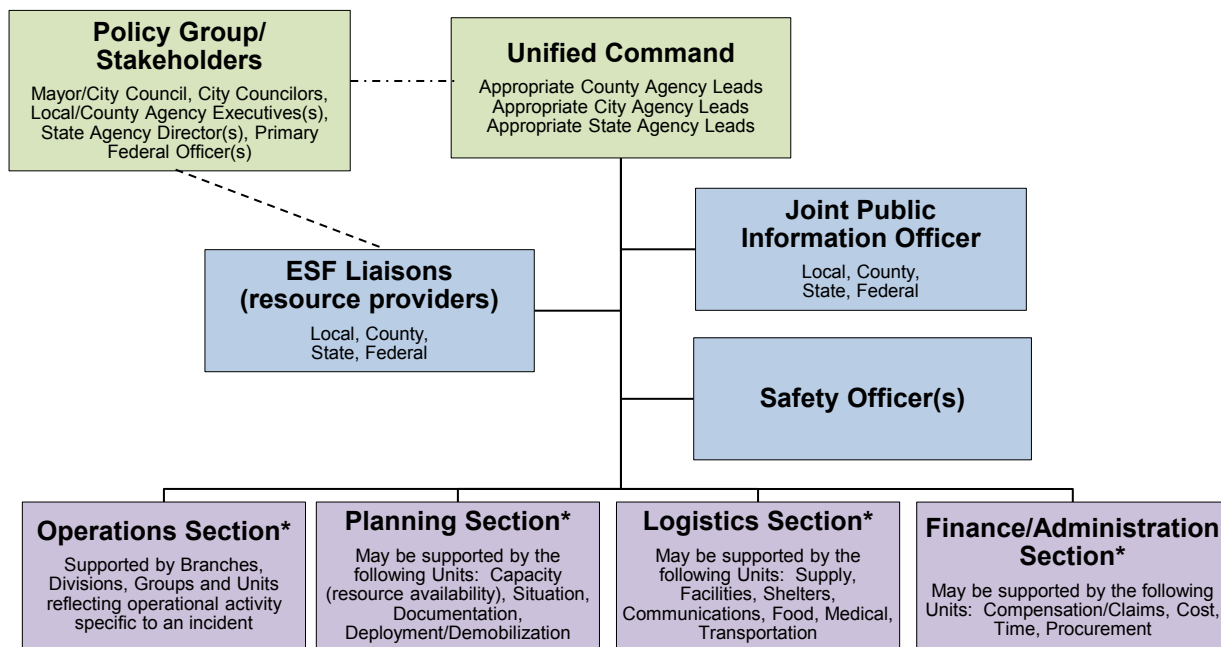 Policy Group/
Stakeholders
Mayor/City Council, City Councilors,
Local/County Agency Executives(s),
State Agency Director(s), Primary
Federal Officer(s)
Unified Command
Appropriate County Agency Leads
Appropriate City Agency Leads
Appropriate State Agency Leads
Joint Public
Information Officer
Local, County,
State, Federal
ESF Liaisons
(resource providers)
Local, County,
State, Federal
Safety Officer(s)
Operations Section*
Supported by Branches,
Divisions, Groups and Units
reflecting operational activity
specific to an incident
Planning Section*
May be supported by the
following Units: Capacity
(resource availability), Situation,
Documentation,
Deployment/Demobilization
Logistics Section*
May be supported by the
following Units: Supply,
Facilities, Shelters,
Communications, Food, Medical,
Transportation
Finance/Administration
Section*
May be supported by the following
Units: Compensation/Claims, Cost,
Time, Procurement